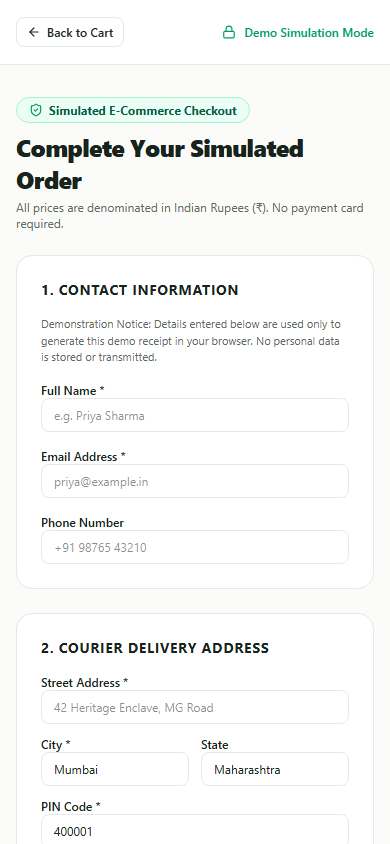 Back to Cart
Demo Simulation Mode
Simulated E-Commerce Checkout
Complete Your Simulated
Order
All prices are denominated in Indian Rupees (₹). No payment card
required.
1. CONTACT INFORMATION
Demonstration Notice: Details entered below are used only to
generate this demo receipt in your browser. No personal data
is stored or transmitted.
Full Name *
e.g. Priya Sharma
Email Address *
priya@example.in
Phone Number
+91 98765 43210
2. COURIER DELIVERY ADDRESS
Street Address *
42 Heritage Enclave, MG Road
City *
State
Mumbai
Maharashtra
PIN Code *
400001